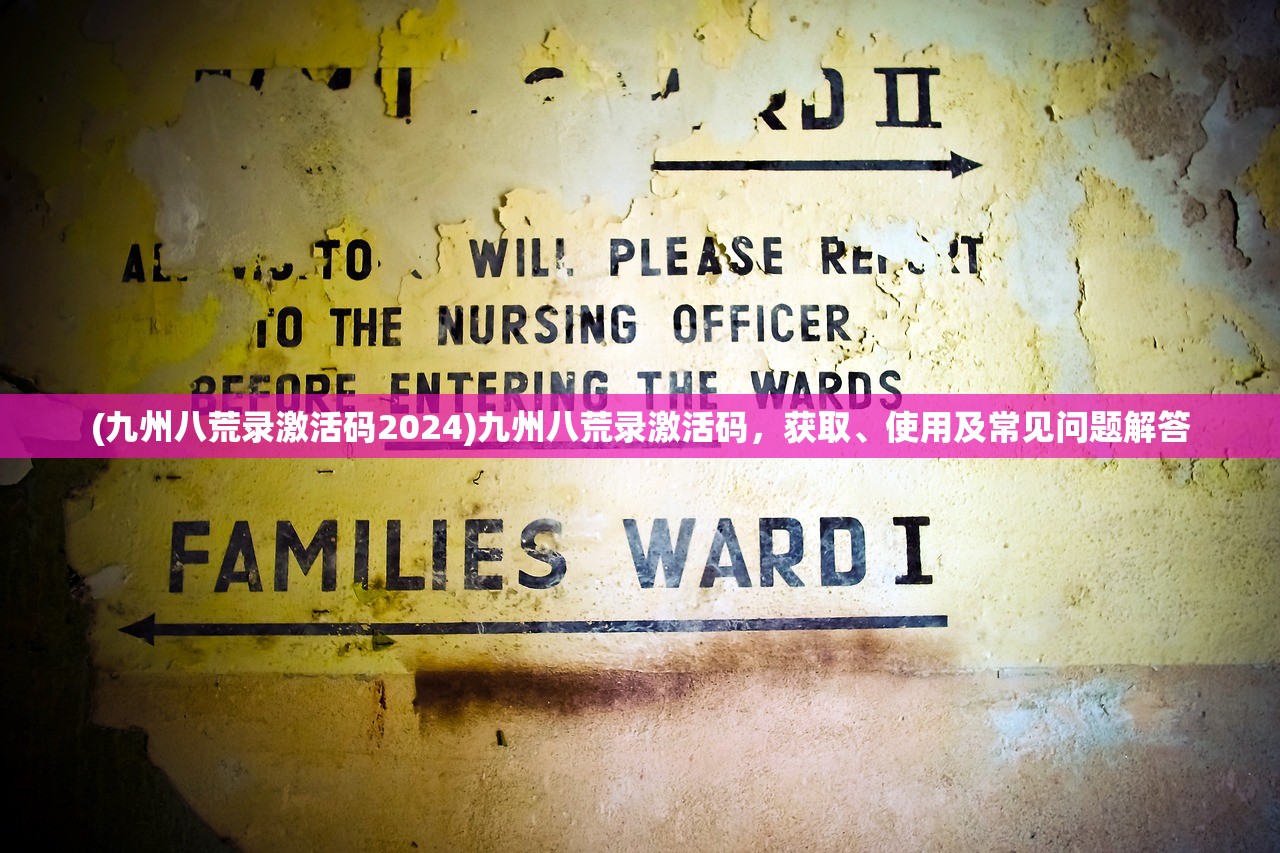 II
WILL PLEASE
TO THE NURSING OFFICER
BEFORE ENTERING THE WARDS
(九州八荒录激活码2024)九州八荒录激活码，获取、使用及常见问题解答
FAMILIES WARD I